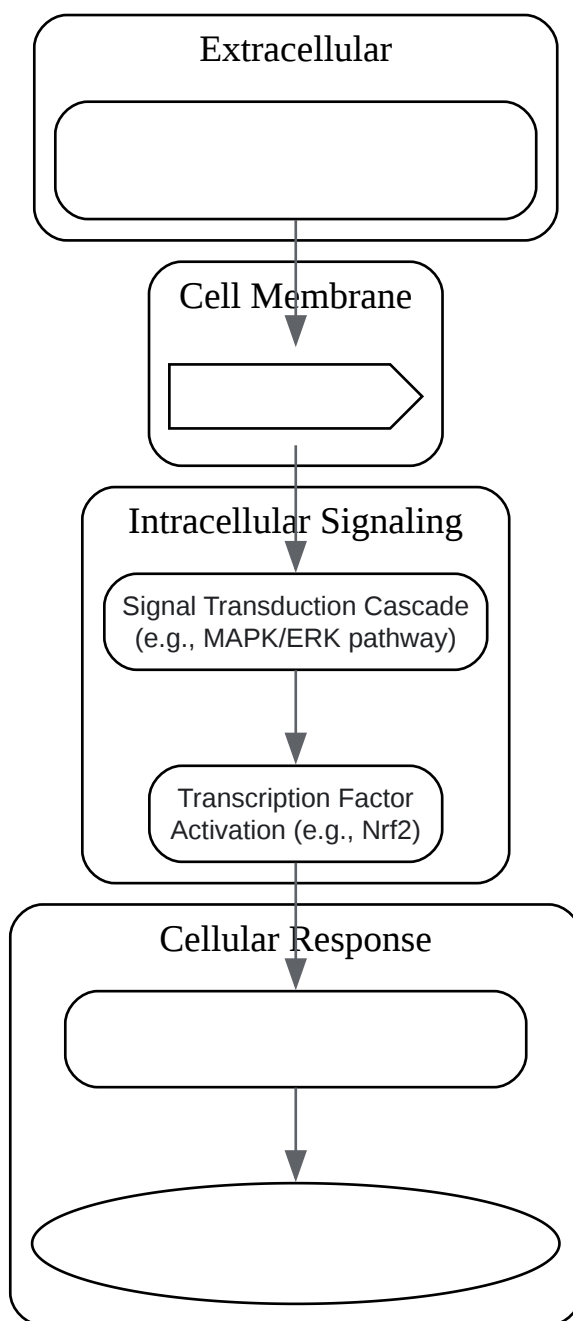 Extracellular
Cell Membrane
Intracellular Signaling
Signal Transduction Cascade
(e.g., MAPK/ERK pathway)
Transcription Factor
Activation (e.g., Nrf2)
Cellular Response